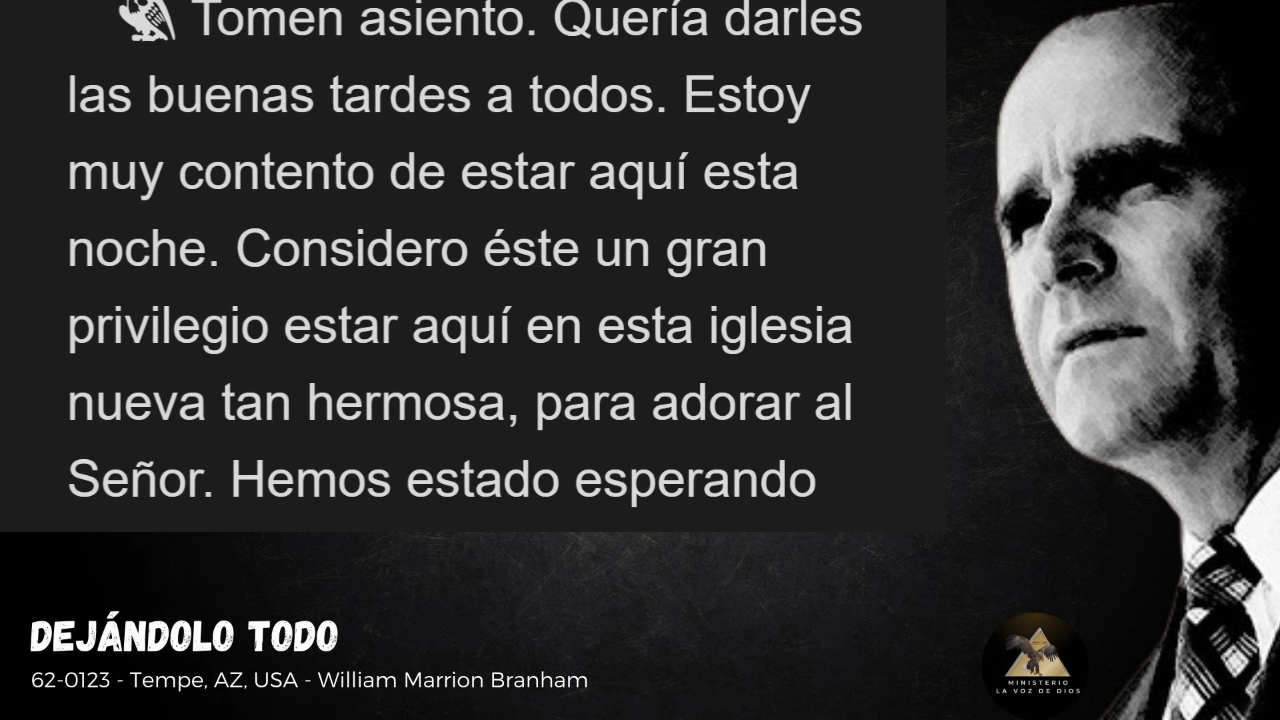 Tomen asiento. Quería darles
las buenas tardes a todos. Estoy
muy contento de estar aquí esta
noche. Considero éste un gran
privilegio estar aquí en esta iglesia
nueva tan hermosa, para adorar al
Señor. Hemos estado esperando
DEJÁNDOLO TODO
62-0123 - Tempe, AZ, USA - William Marrion Branham
MINISTERIO
LA VOZ DE DIOS